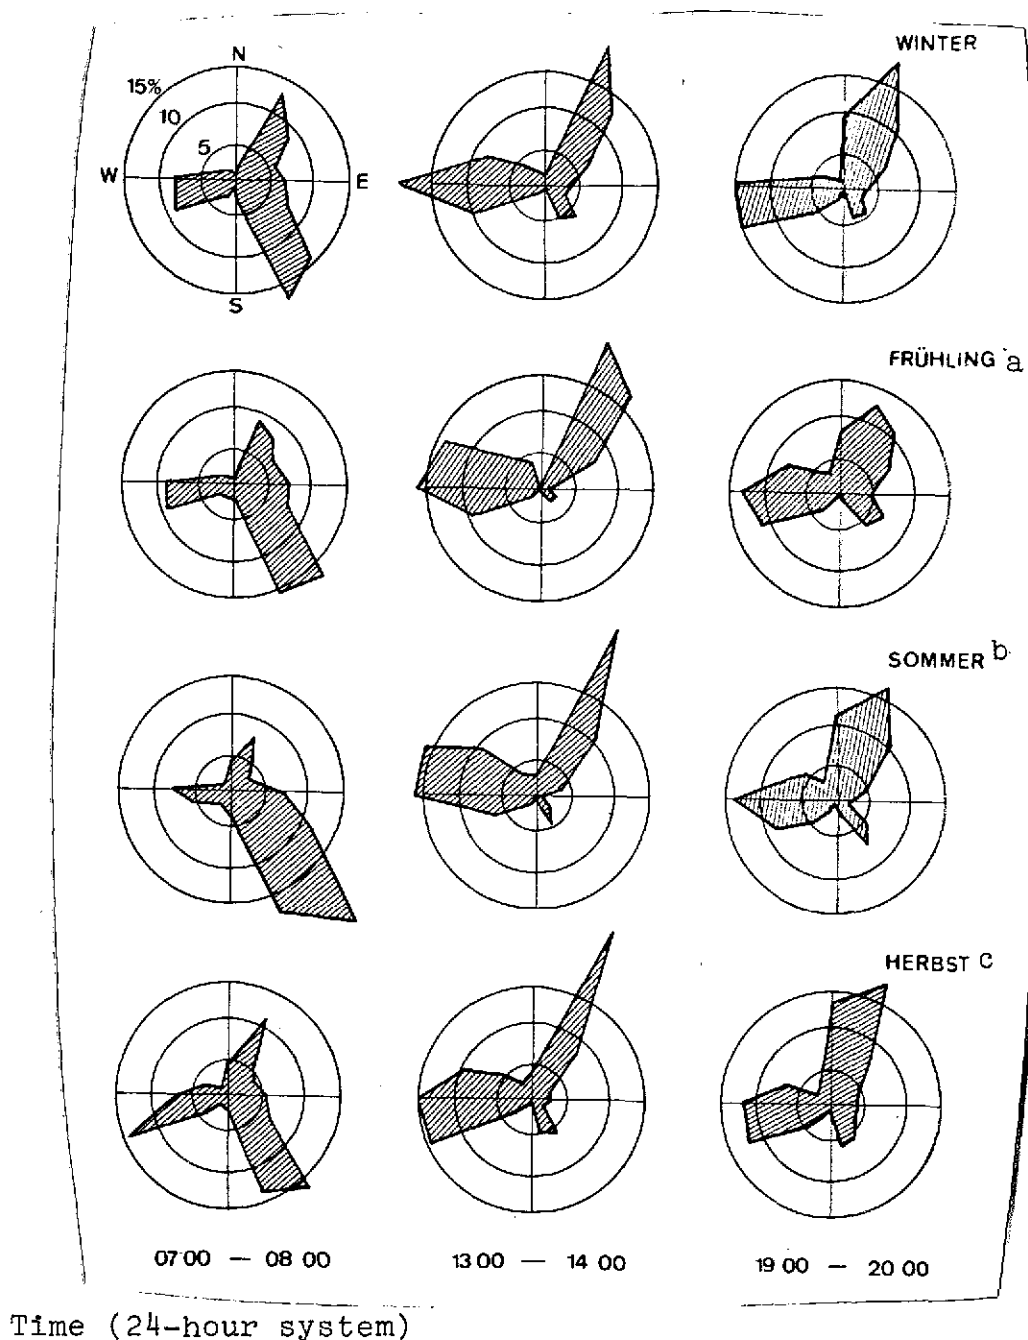 WINTER
N
15%
10
5
W
E
S
FRÜHLING a
SOMMER b
HERBST c
07 00 — 08 00
13 00 — 14 00
19 00 — 20 00
Time (24-hour system)